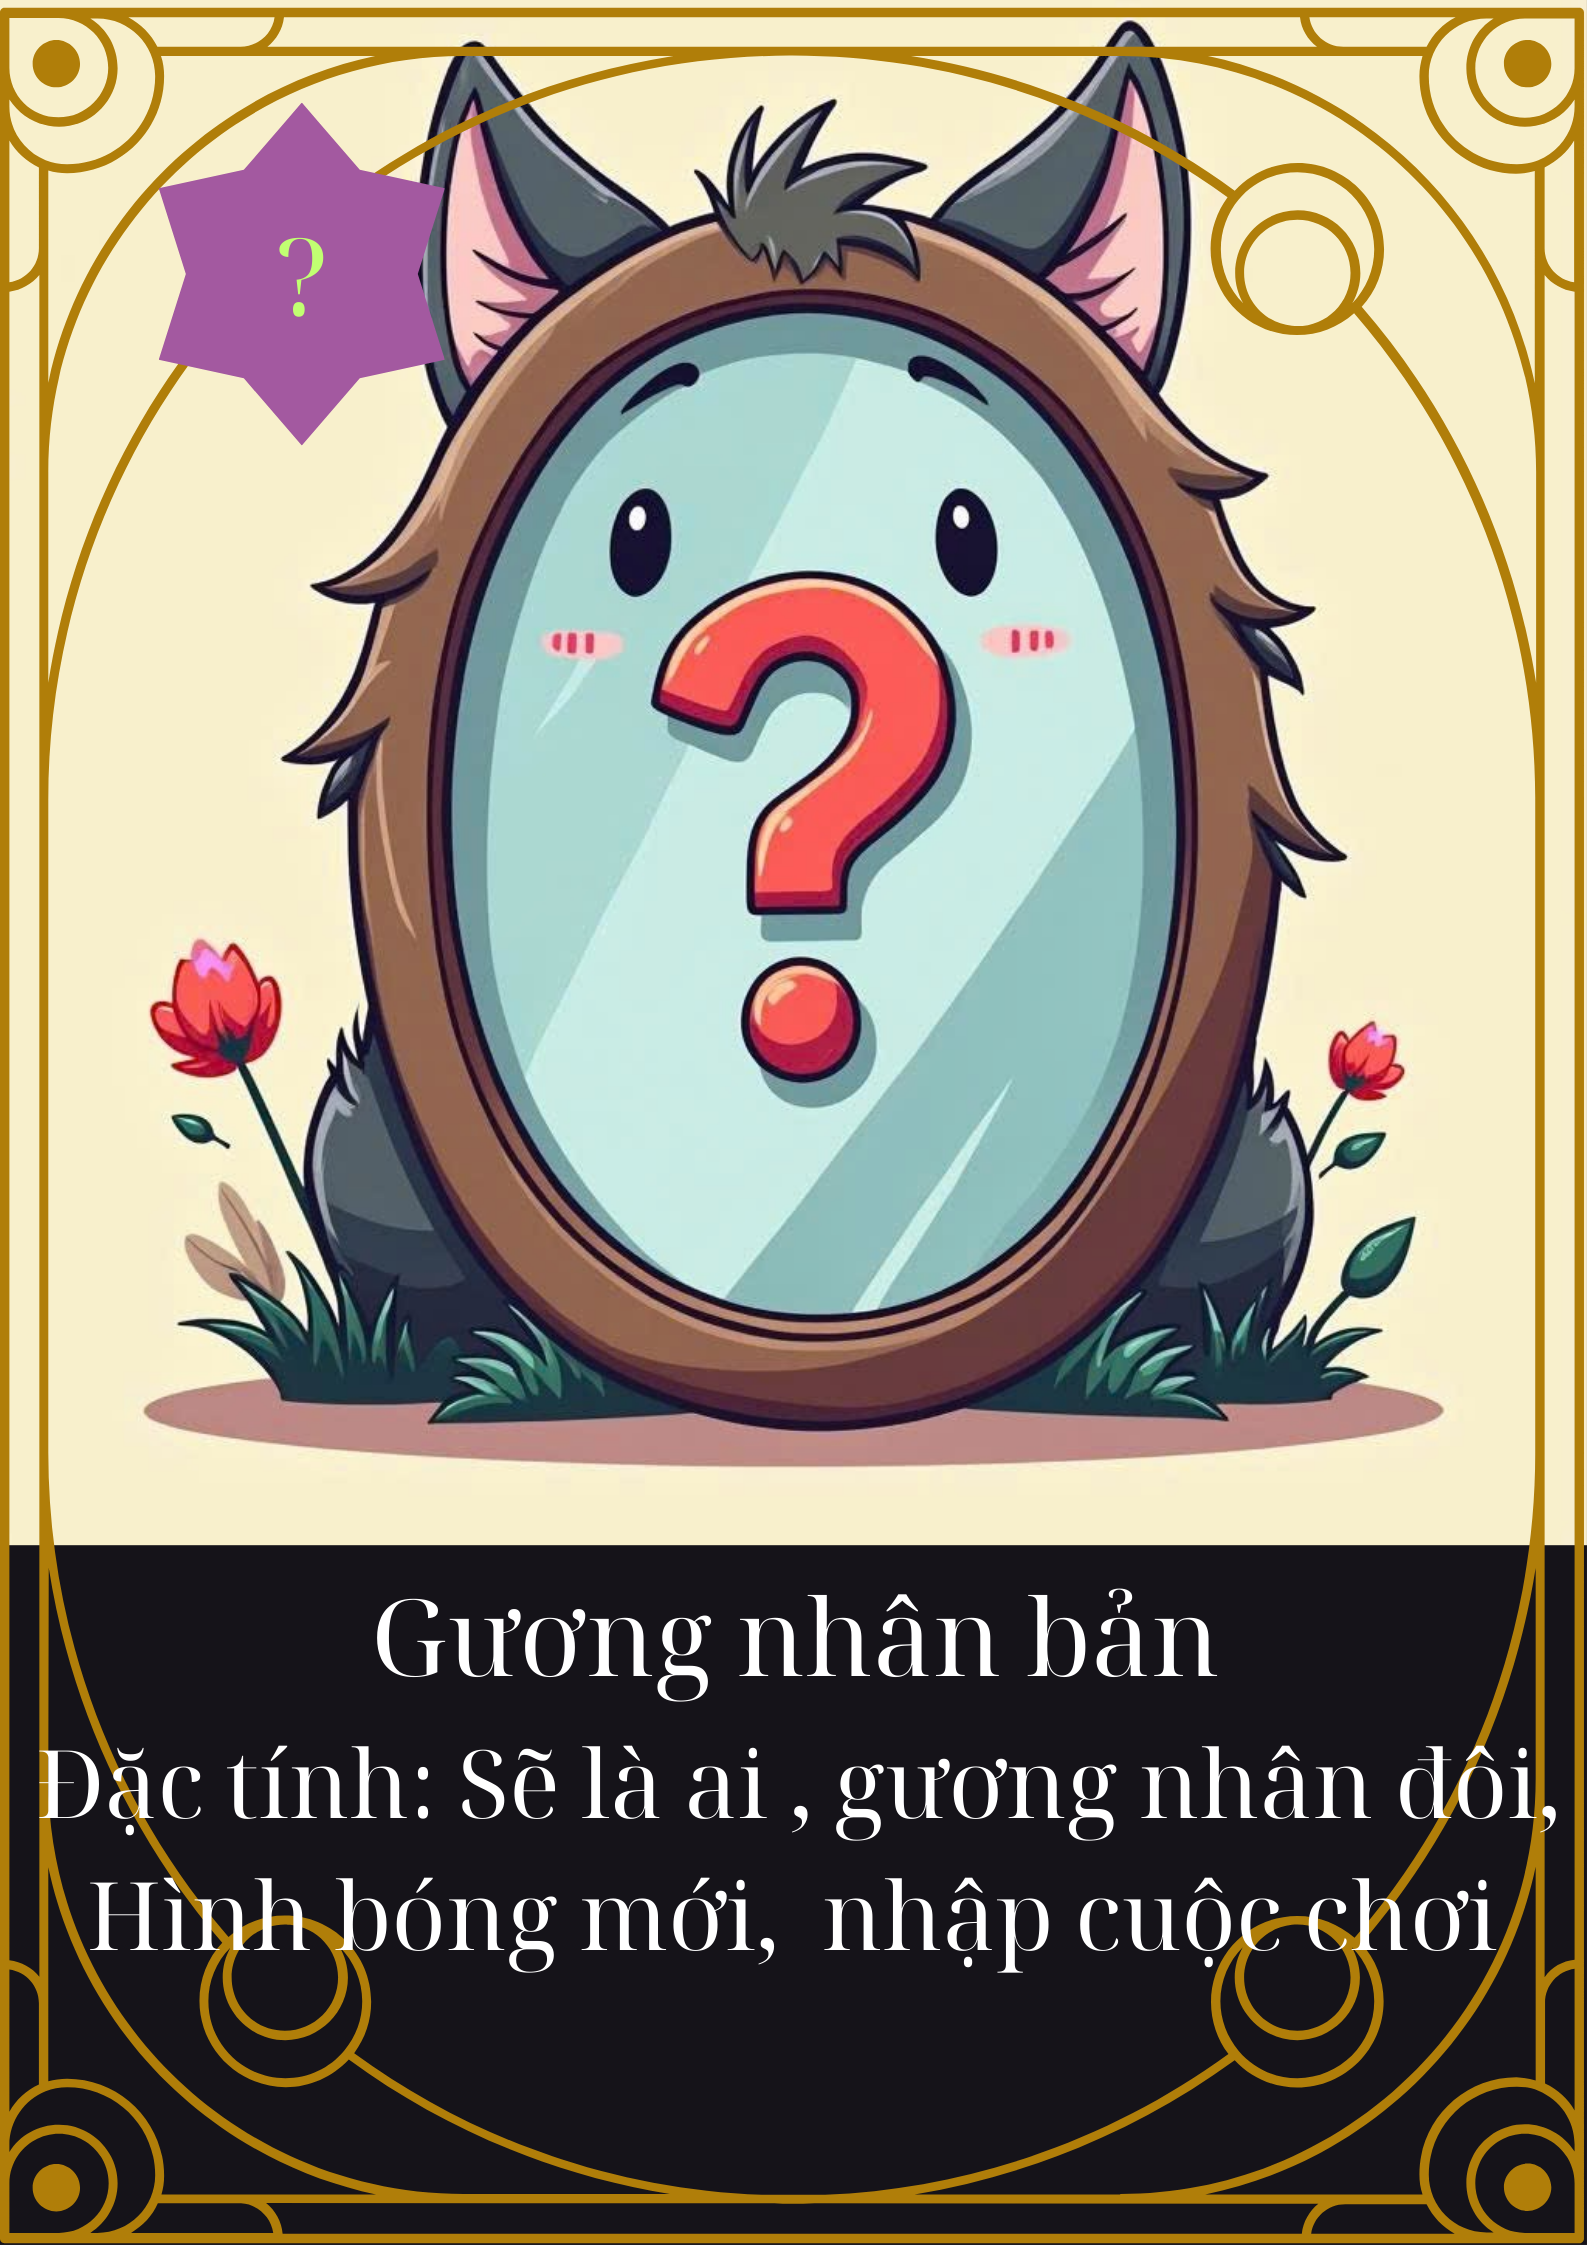 ?
?
Gương nhân bản
Đặc tính: Sẽ là ai , gương nhân đôi,
Hình bóng mới, nhập cuộc chơi